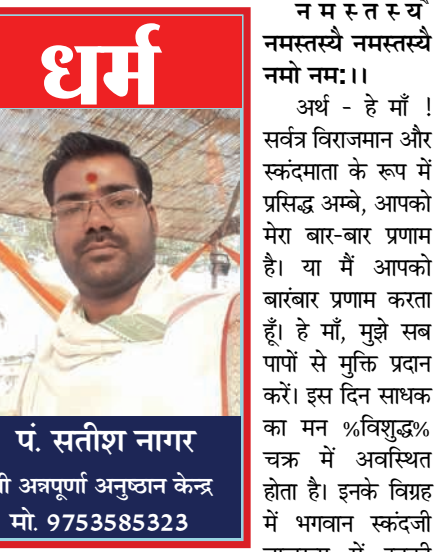 धर्म
पं. सतीश नागर
अन्नपूर्णा अनुष्ठान केन्द्र
मो. 9753585323
न म स्त स्यै
नमस्तस्यै नमस्तस्यै
नमो नम:।।
अर्थ - हे माँ !
सर्वत्र विराजमान और
स्कंदमाता के रूप में
प्रसिद्ध अम्बे, आपको
मेरा बार-बार प्रणाम
है। या मैं आपको
बारंबार प्रणाम करता
हूँ। हे माँ, मुझे सब
पापों से मुक्ति प्रदान
करें। इस दिन साधक
का मन %विशुद्ध%
चक्र में अवस्थित
होता है। इनके विग्रह
में भगवान स्कंदजी